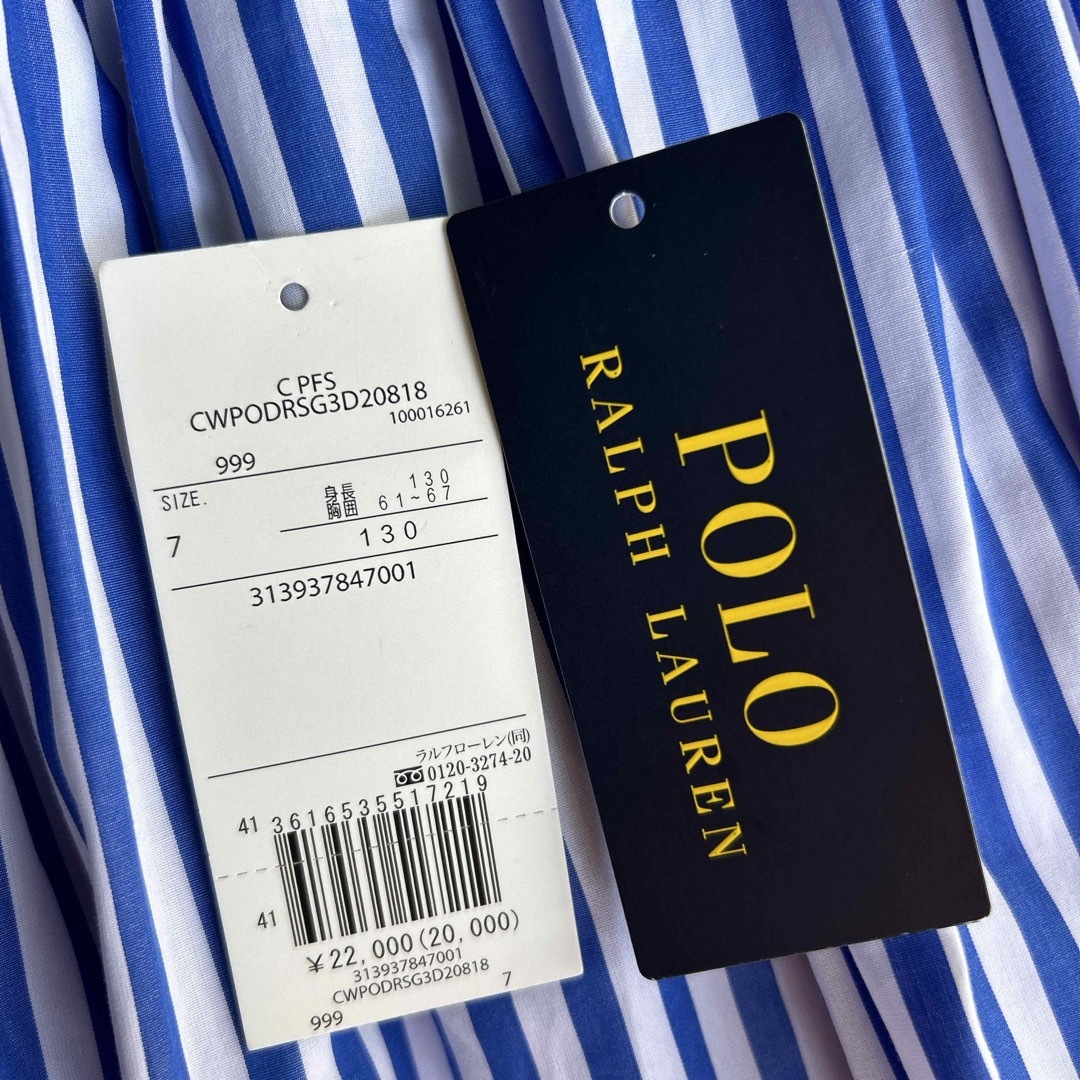 C PFS
CWPODRSG3D20818
100016261
999
SIZE.
身長 130
胸囲 61~67
7
130
313937847001
ラルフローレン(同)
0120-3274-20
41 3616535517219
41
¥22,000(20,000)
313937847001
CWPODRSG3D20818
999 7
POLO
RALPH LAUREN